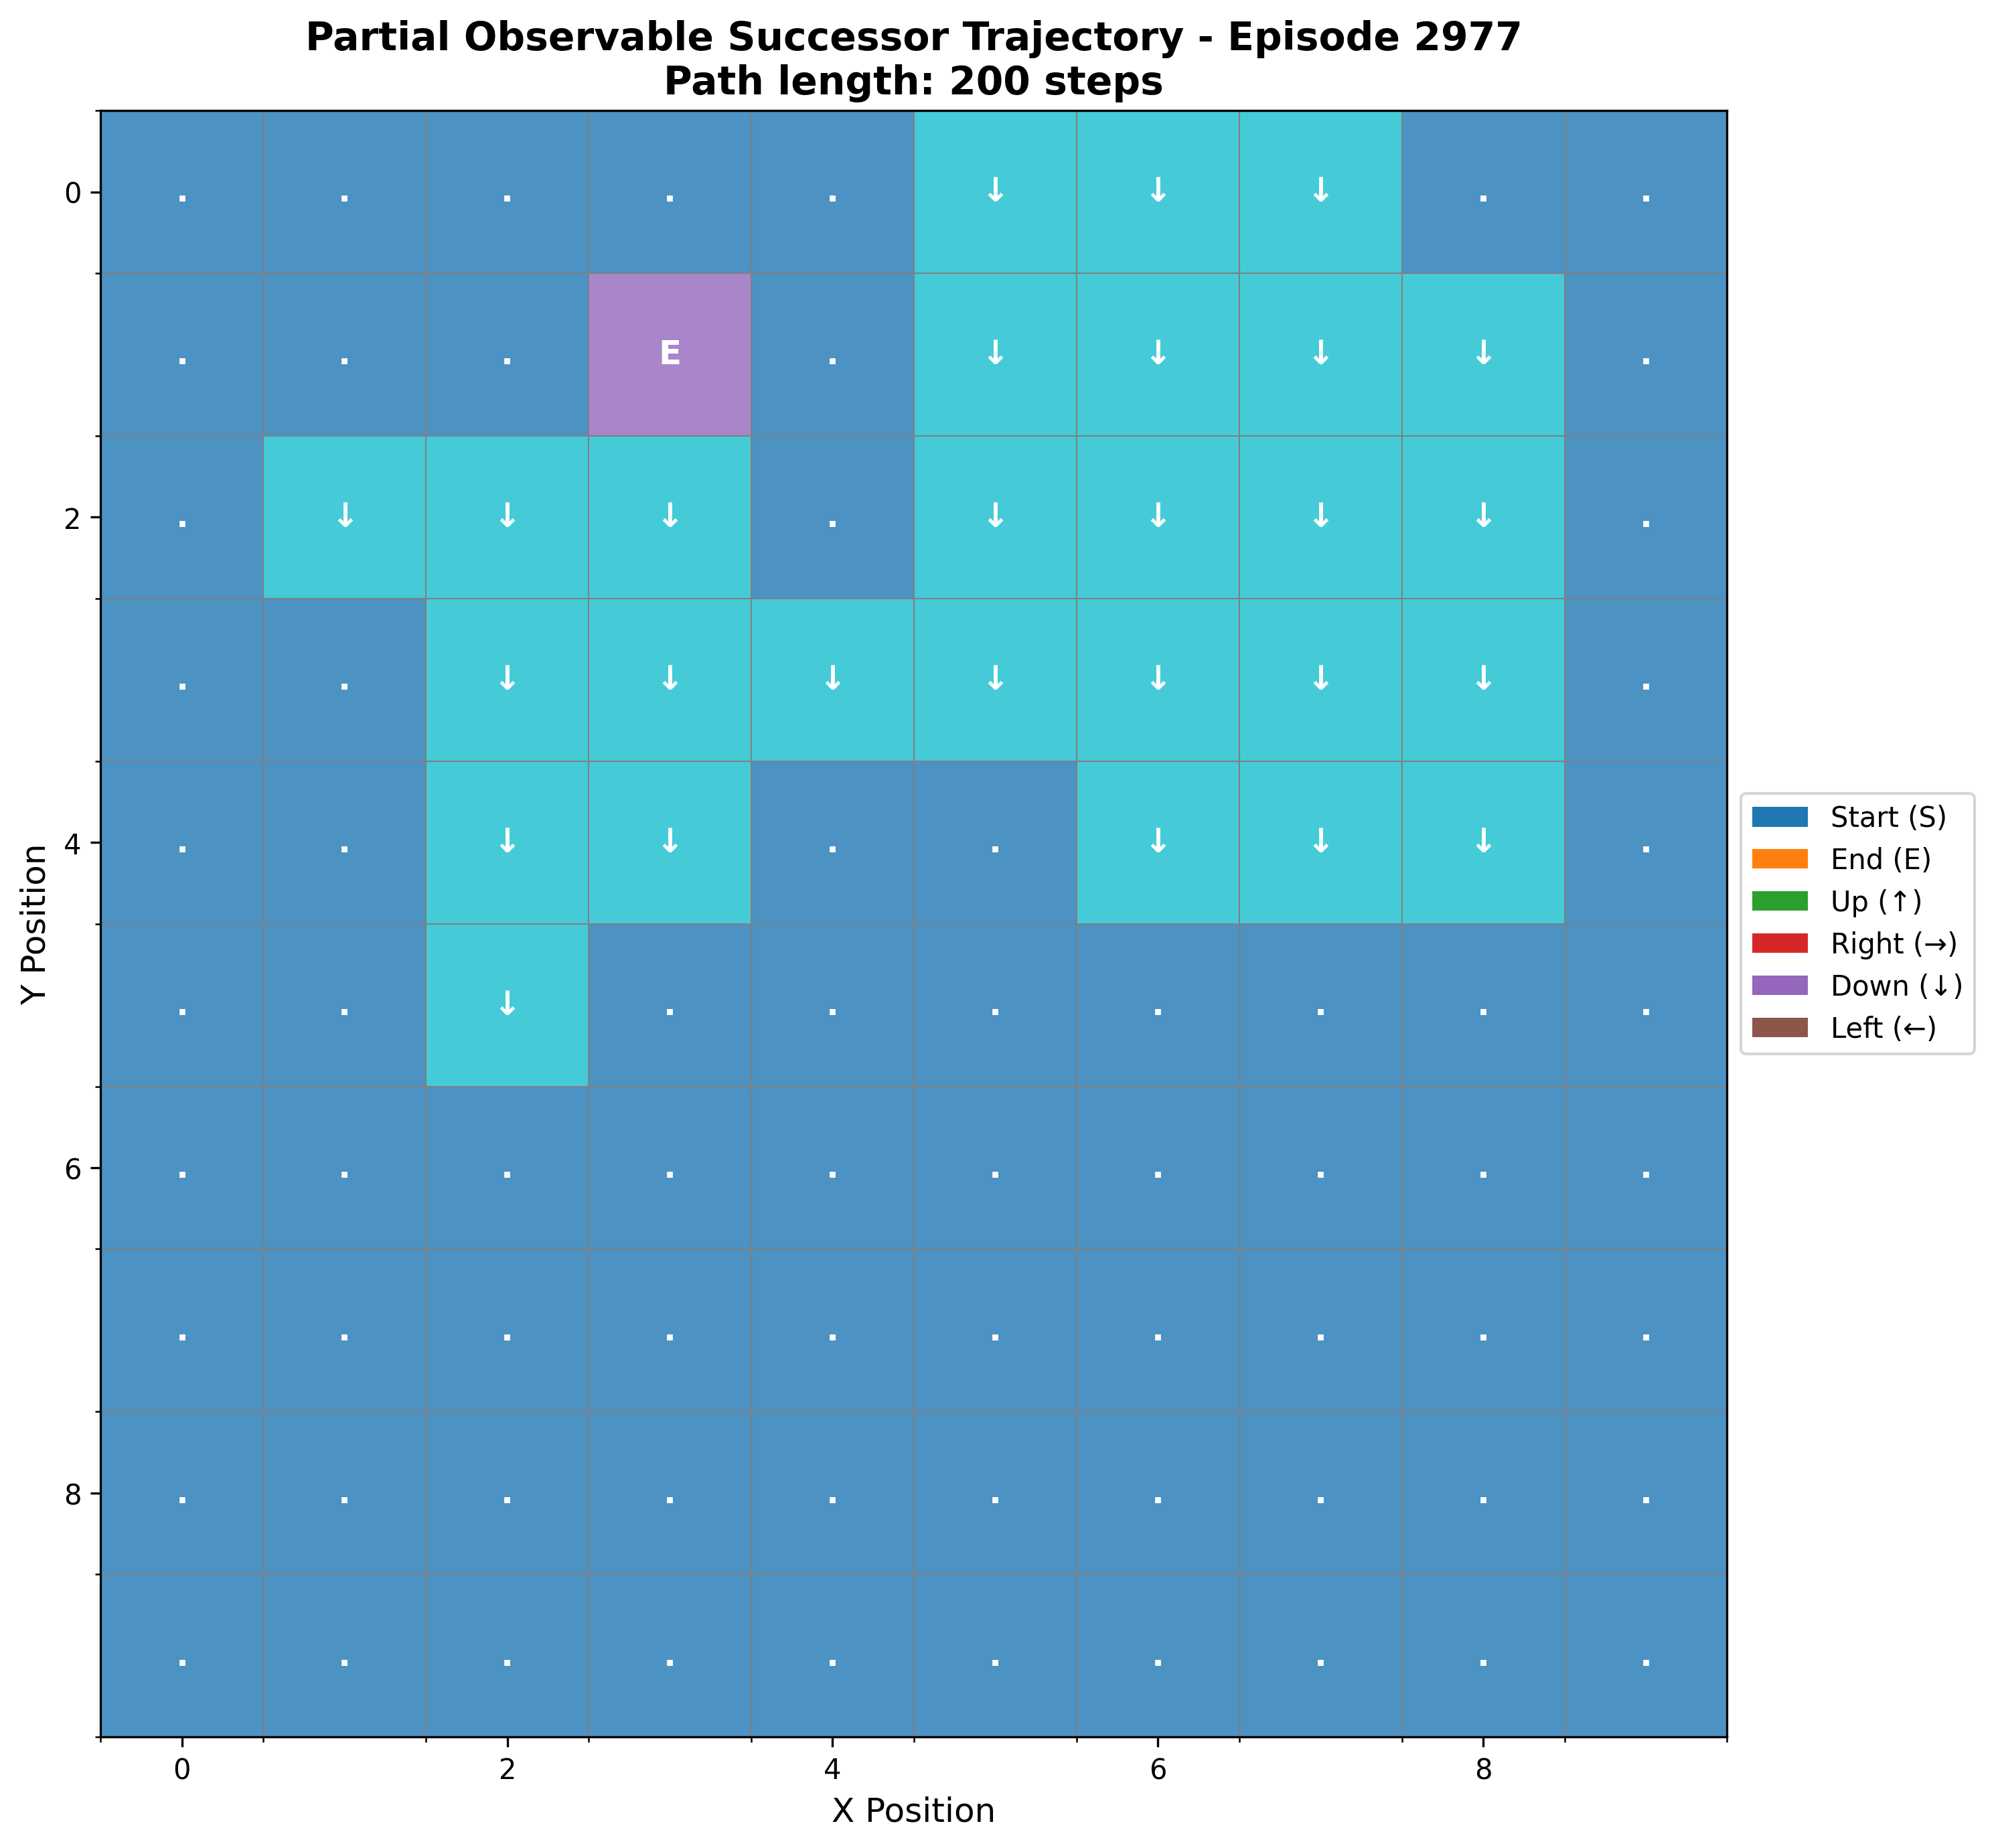 Partial Observable Successor Trajectory - Episode 2977
Path length: 200 steps
0 . . . . . ↓ ↓ ↓ . .
. . . E . ↓ ↓ ↓ ↓ .
2 . ↓ ↓ ↓ . ↓ ↓ ↓ ↓ .
. . ↓ ↓ ↓ ↓ ↓ ↓ ↓ .
4 . . ↓ ↓ . . ↓ ↓ ↓ .
. . ↓ . . . . . . .
6 . . . . . . . . . .
. . . . . . . . . .
8 . . . . . . . . . .
. . . . . . . . . .
0 2 4 6 8
X Position
Y Position
Start (S)
End (E)
Up (↑)
Right (→)
Down (↓)
Left (←)